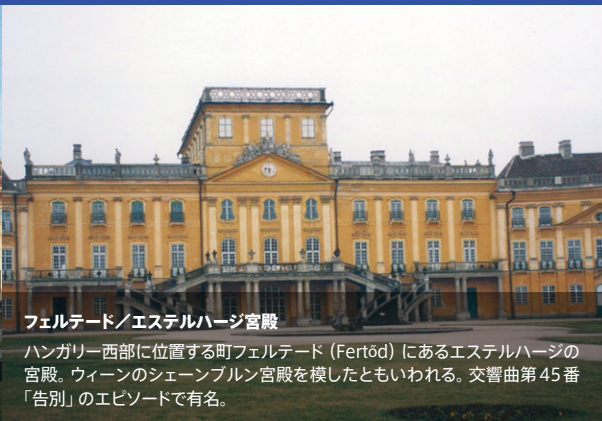 フェルテード／エステルハージ宮殿
ハンガリー西部に位置する町フェルテード（Fertőd）にあるエステルハージの
宮殿。ウィーンのシェーンブルン宮殿を模したともいわれる。交響曲第45番
「告別」のエピソードで有名。